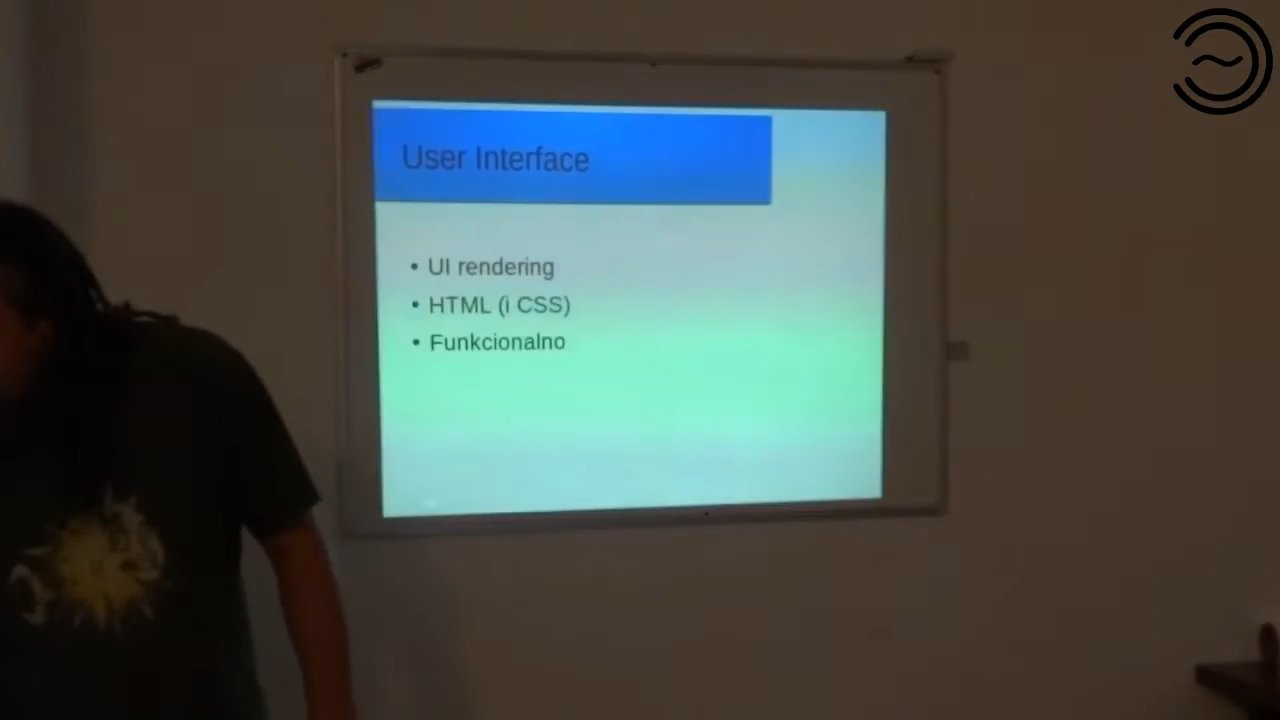 User Interface
• UI rendering
• HTML (i CSS)
• Funkcionalno